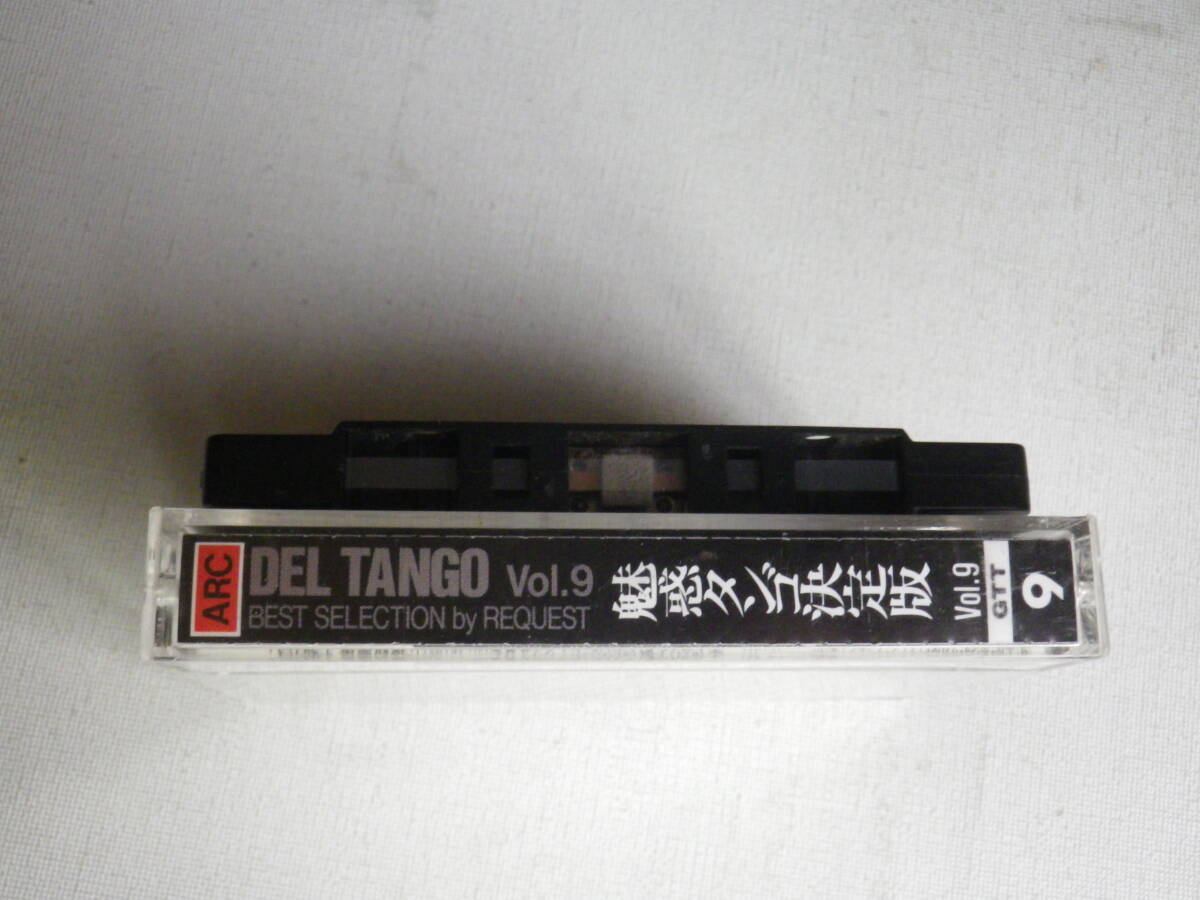 ARC
DEL TANGO Vol.9
BEST SELECTION by REQUEST
魅惑タンゴ決定版
Vol.9
GTT
9